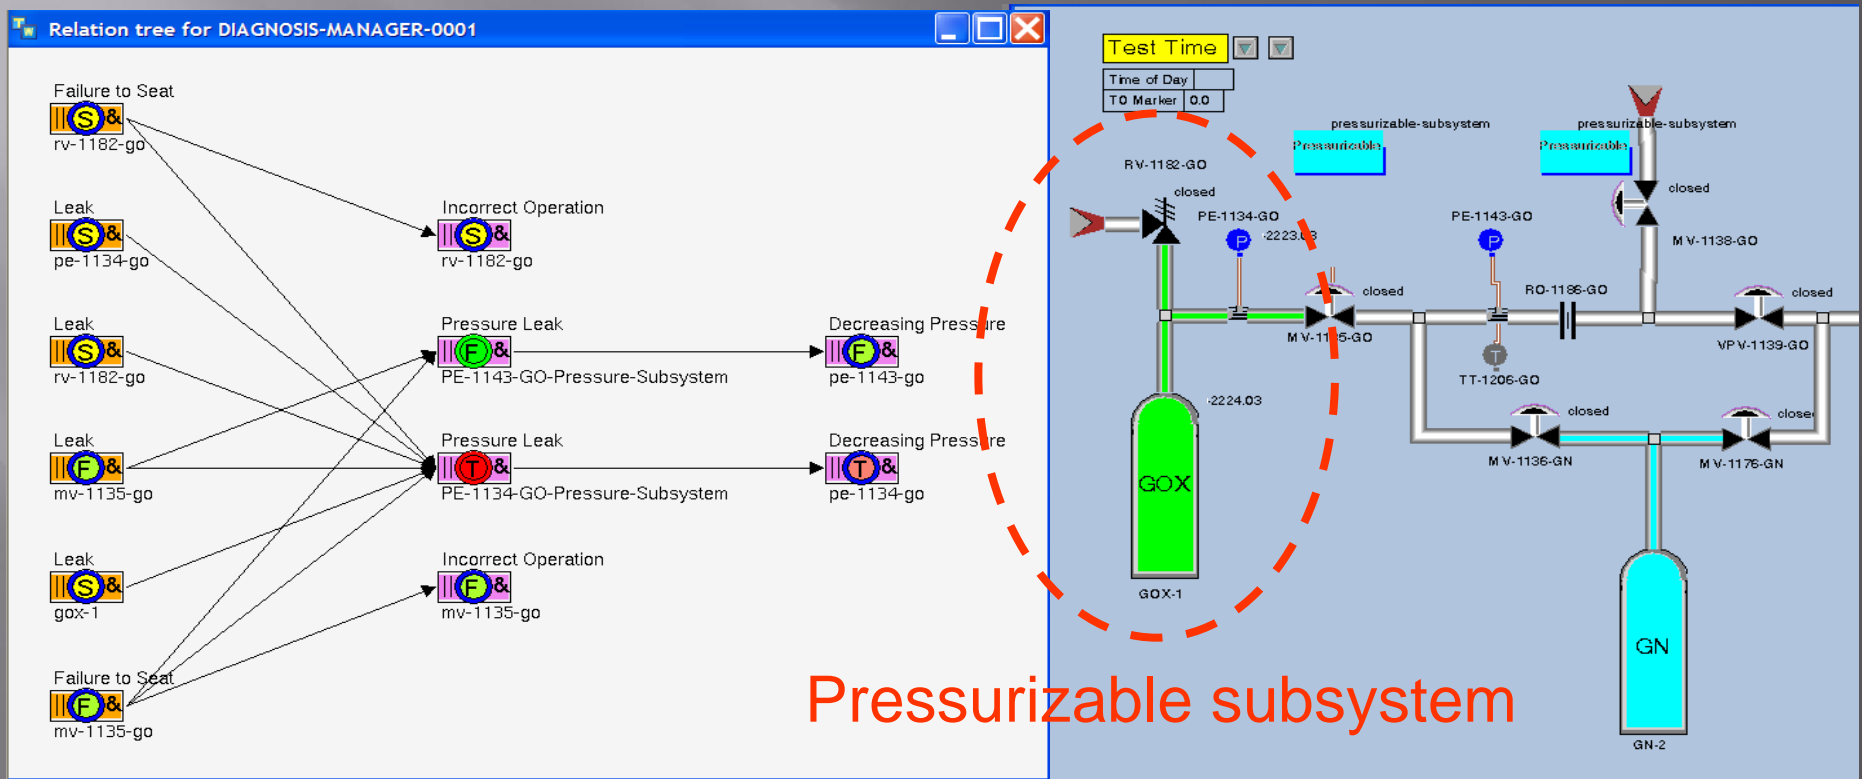 Relation tree for DIAGNOSIS-MANAGER-0001
Failure to Seat
S &
rv-1182-go
Leak
S &
pe-1134-go
Leak
S &
rv-1182-go
Leak
F &
mv-1135-go
Leak
S &
gox-1
Failure to Seat
F &
mv-1135-go
Incorrect Operation
S &
rv-1182-go
Pressure Leak
F &
PE-1143-GO-Pressure-Subsystem
Pressure Leak
T &
PE-1134-GO-Pressure-Subsystem
Incorrect Operation
F &
mv-1135-go
Decreasing Pressure
F &
pe-1143-go
Decreasing Pressure
T &
pe-1134-go
Test Time
Time of Day
T0 Marker 0.0
pressurizable-subsystem
Pressurizable
pressurizable-subsystem
Pressurizable
RV-1182-GO
closed
PE-1134-GO
P
PE-1143-GO
P
closed
MV-1138-GO
closed
RO-1186-GO
closed
VPV-1139-GO
T
TT-1206-GO
2224.03
closed
MV-1136-GN
close
MV-1176-GN
GOX
GOX-1
GN
GN-2
Pressurizable subsystem